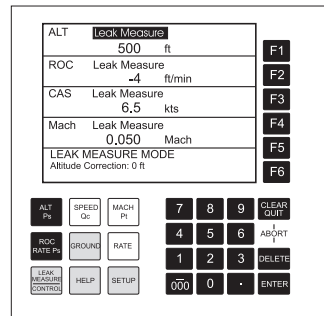 ALT Leak Measure
500 ft
F1
ROC Leak Measure
-4 ft/min
F2
CAS Leak Measure
6.5 kts
F3
Mach Leak Measure
0.050 Mach
F4
LEAK MEASURE MODE
Altitude Correction: 0 ft
F5
F6
ALT
Ps
SPEED
Qc
MACH
Pt
7 8 9 CLEAR
QUIT
ROC
RATE Ps
GROUND
RATE
4 5 6 ABORT
1 2 3 DELETE
LEAK
MEASURE
CONTROL
HELP
SETUP
00 0 . ENTER